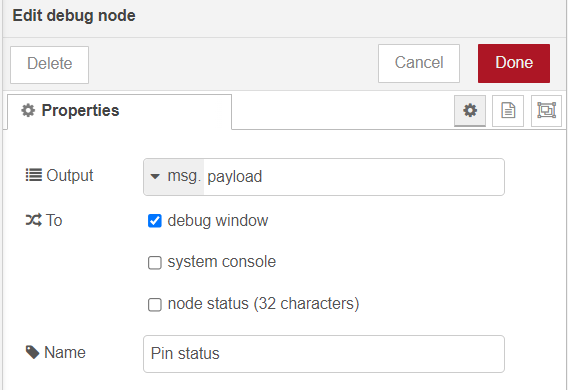 Edit debug node
Delete
Cancel
Done
Properties
Output
msg. payload
To
debug window
system console
node status (32 characters)
Name
Pin status